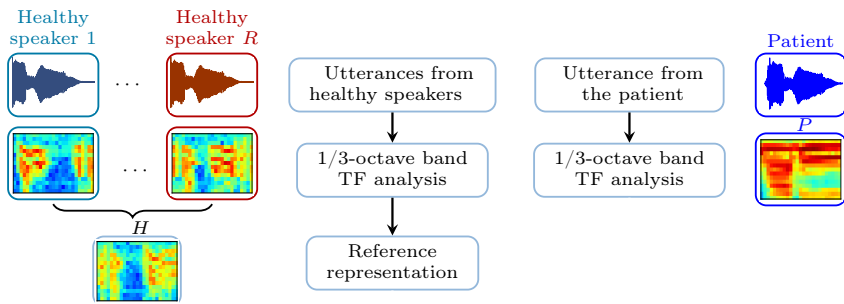 Healthy
speaker 1
Healthy
speaker R
Patient
. . .
Utterances from
healthy speakers
Utterance from
the patient
P
. . .
1/3-octave band
TF analysis
1/3-octave band
TF analysis
H
Reference
representation